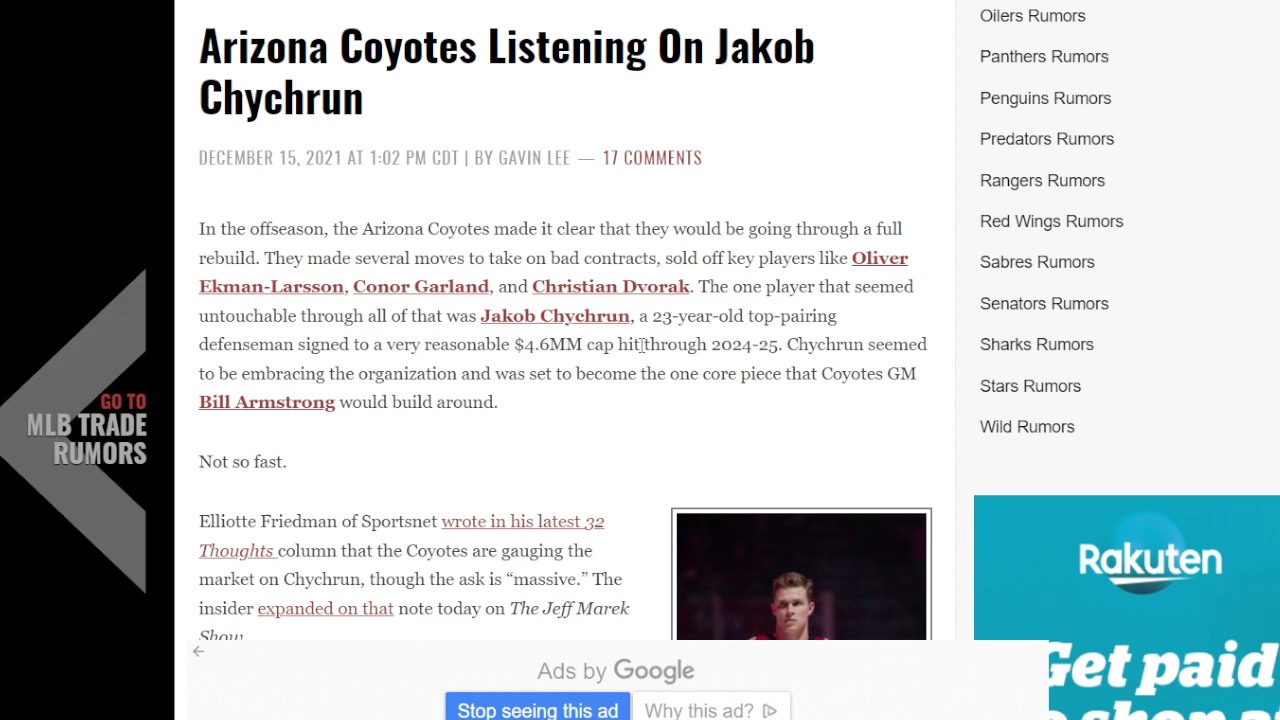 Arizona Coyotes Listening On Jakob
Chychrun
DECEMBER 15, 2021 AT 1:02 PM CDT | BY GAVIN LEE — 17 COMMENTS
In the offseason, the Arizona Coyotes made it clear that they would be going through a full
rebuild. They made several moves to take on bad contracts, sold off key players like Oliver
Ekman-Larsson, Conor Garland, and Christian Dvorak. The one player that seemed
untouchable through all of that was Jakob Chychrun, a 23-year-old top-pairing
defenseman signed to a very reasonable $4.6MM cap hit through 2024-25. Chychrun seemed
to be embracing the organization and was set to become the one core piece that Coyotes GM
Bill Armstrong would build around.
Not so fast.
Elliotte Friedman of Sportsnet wrote in his latest 32
Thoughts column that the Coyotes are gauging the
market on Chychrun, though the ask is “massive.” The
insider expanded on that note today on The Jeff Marek
Show
GO TO
MLB TRADE
RUMORS
Oilers Rumors
Panthers Rumors
Penguins Rumors
Predators Rumors
Rangers Rumors
Red Wings Rumors
Sabres Rumors
Senators Rumors
Sharks Rumors
Stars Rumors
Wild Rumors
Rakuten
Get paid
shop
Ads by Google
Stop seeing this ad
Why this ad?